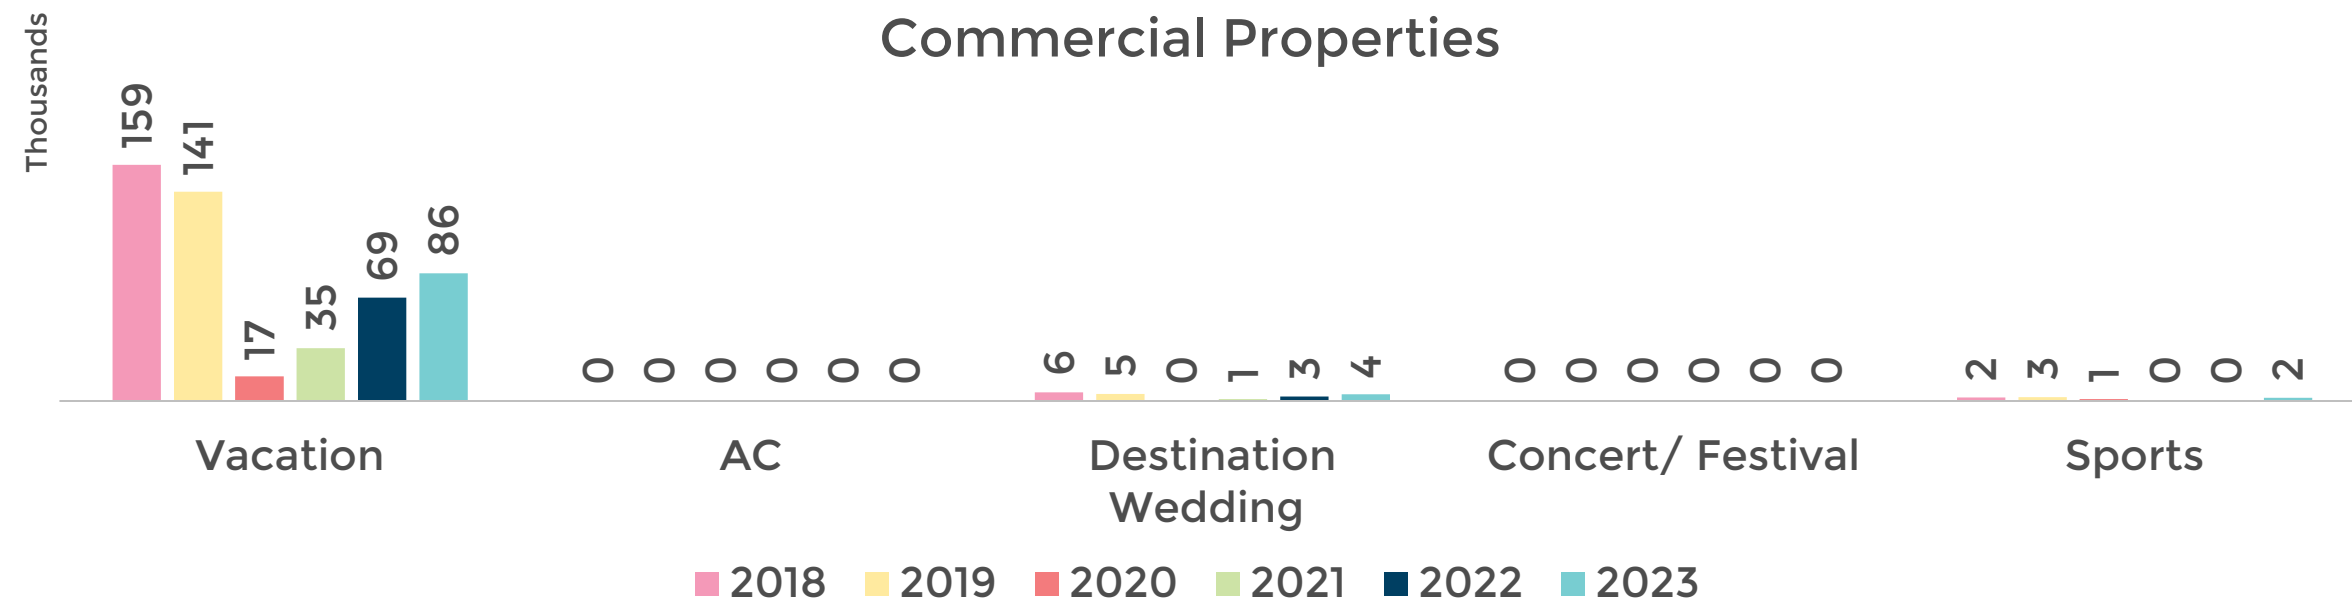 Commercial Properties
Thousands
159 141 17 35 69 86
0 0 0 0 0 0
6 5 0 1 3 4
0 0 0 0 0 0
2 3 1 0 0 2
Vacation
AC
Destination
Wedding
Concert/ Festival
Sports
2018 2019 2020 2021 2022 2023